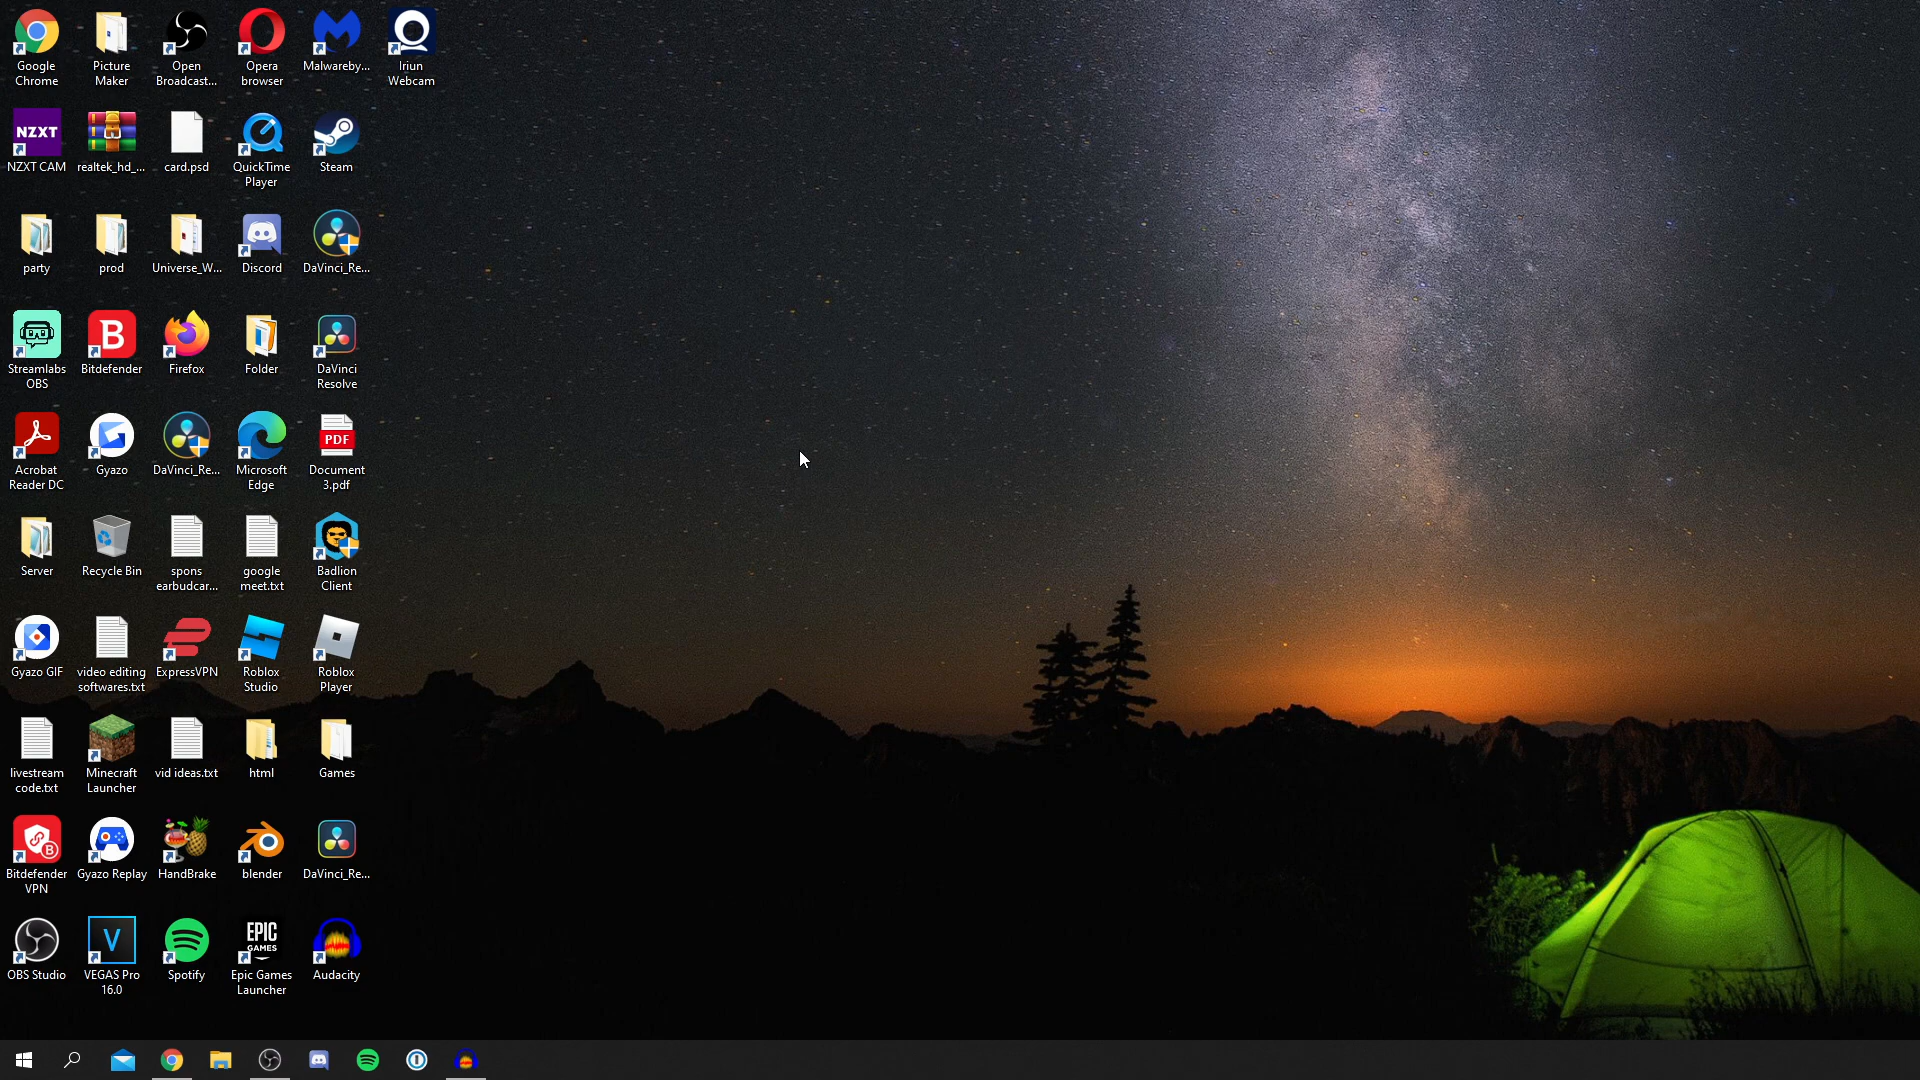 Google
Chrome
Picture
Maker
Open
Broadcast...
Opera
browser
Malwareby...
Iriun
Webcam
NZXT
NZXT CAM
realtek_hd_...
card.psd
QuickTime
Player
Steam
party
prod
Universe_W...
Discord
DaVinci_Re...
Streamlabs
OBS
B
Bitdefender
Firefox
Folder
DaVinci
Resolve
Acrobat
Reader DC
Gyazo
DaVinci_Re...
Microsoft
Edge
PDF
Document
3.pdf
Server
Recycle Bin
spons
earbudcar...
google
meet.txt
Badlion
Client
Gyazo GIF
video editing
softwares.txt
ExpressVPN
Roblox
Studio
Roblox
Player
livestream
code.txt
Minecraft
Launcher
vid ideas.txt
html
Games
B
Bitdefender
VPN
Gyazo Replay
HandBrake
blender
DaVinci_Re...
OBS Studio
V
VEGAS Pro
16.0
Spotify
EPIC
GAMES
Epic Games
Launcher
Audacity